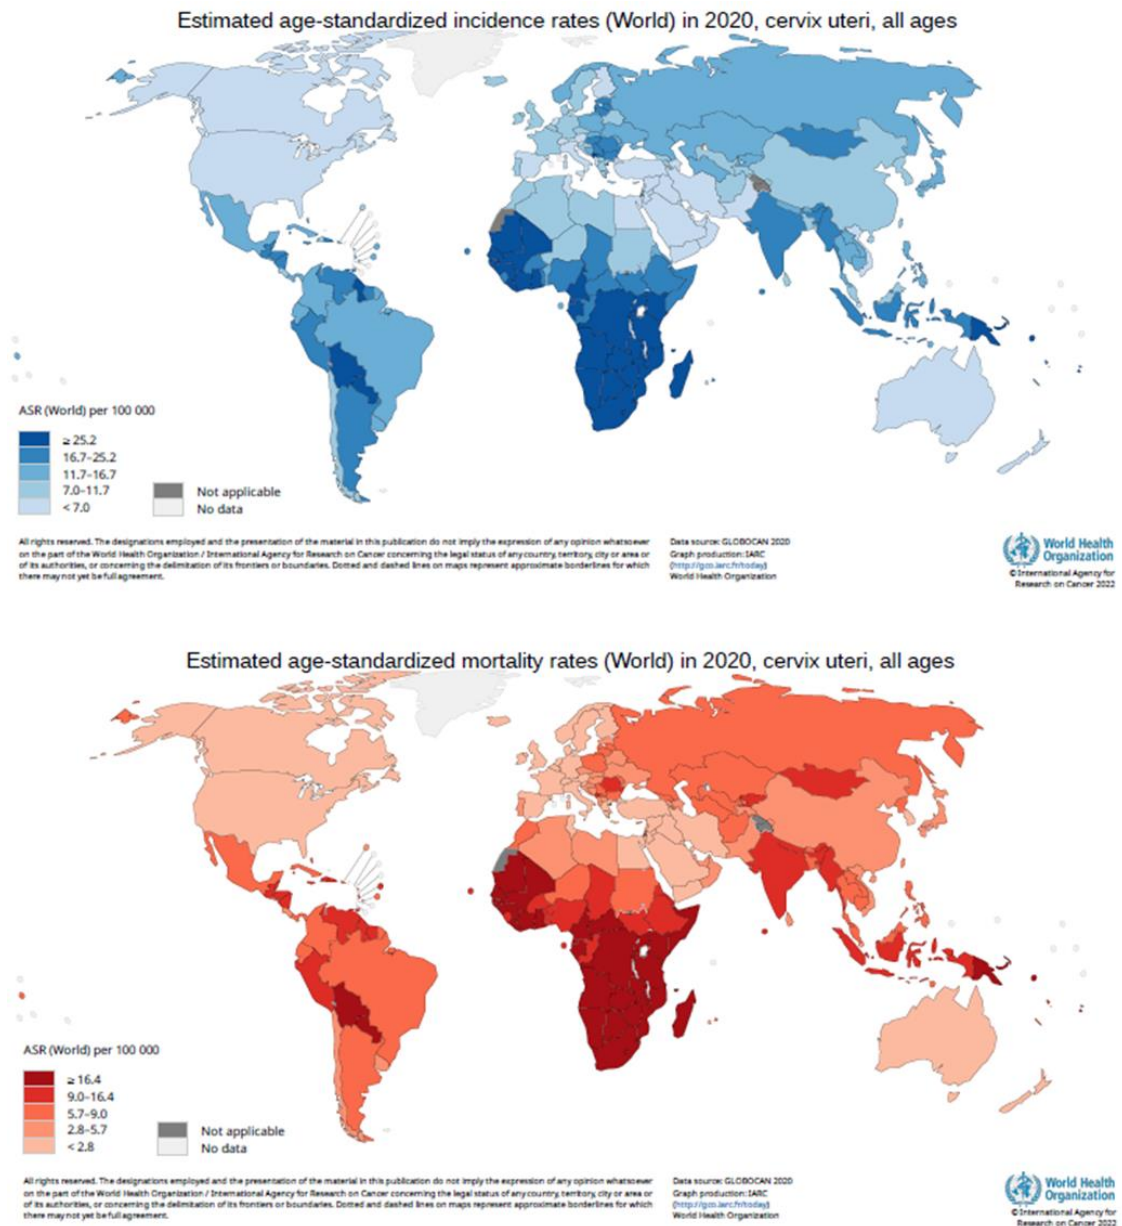 Estimated age-standardized incidence rates (World) in 2020, cervix uteri, all ages
ASR (World) per 100 000
≥ 25.2
16.7–25.2
11.7–16.7
7.0–11.7
< 7.0
Not applicable
No data
All rights reserved. The designations employed and the presentation of the material in this publication do not imply the expression of any opinion whatsoever
on the part of the World Health Organization / International Agency for Research on Cancer concerning the legal status of any country, territory, city or area or
of its authorities, or concerning the delimitation of its frontiers or boundaries. Dotted and dashed lines on maps represent approximate borderlines for which
there may not yet be full agreement.
Data source: GLOBOCAN 2020
Graph production: IARC
(http://gco.iarc.fr/today)
World Health Organization
World Health
Organization
© International Agency for
Research on Cancer 2022
Estimated age-standardized mortality rates (World) in 2020, cervix uteri, all ages
ASR (World) per 100 000
≥ 16.4
9.0–16.4
5.7–9.0
2.8–5.7
< 2.8
Not applicable
No data
All rights reserved. The designations employed and the presentation of the material in this publication do not imply the expression of any opinion whatsoever
on the part of the World Health Organization / International Agency for Research on Cancer concerning the legal status of any country, territory, city or area or
of its authorities, or concerning the delimitation of its frontiers or boundaries. Dotted and dashed lines on maps represent approximate borderlines for which
there may not yet be full agreement.
Data source: GLOBOCAN 2020
Graph production: IARC
(http://gco.iarc.fr/today)
World Health Organization
World Health
Organization
© International Agency for
Research on Cancer 2022